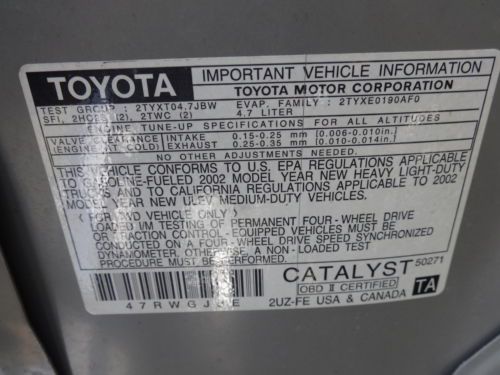 TOYOTA
IMPORTANT VEHICLE INFORMATION
TOYOTA MOTOR CORPORATION
TEST GROUP : 2TYXT04.7JBW EVAP. FAMILY : 2TYXE0190AF0
SFI, 2HO2S (2), 2TWC (2) 4.7 LITER
ENGINE TUNE-UP SPECIFICATIONS FOR ALL ALTITUDES
VALVE CLEARANCE INTAKE 0.15-0.25 mm (0.006-0.010in.)
(ENGINE AT COLD) EXHAUST 0.25-0.35 mm (0.010-0.014in.)
NO OTHER ADJUSTMENTS NEEDED.
THIS VEHICLE CONFORMS TO U.S. EPA REGULATIONS APPLICABLE
TO GASOLINE-FUELED 2002 MODEL YEAR NEW HEAVY LIGHT-DUTY
TRUCKS AND TO CALIFORNIA REGULATIONS APPLICABLE TO 2002
MODEL YEAR NEW ULEV MEDIUM-DUTY VEHICLES.
( FOR 4WD VEHICLE ONLY )
LOADED I/M TESTING OF PERMANENT FOUR-WHEEL DRIVE
OR TRACTION CONTROL-EQUIPPED VEHICLES MUST BE
CONDUCTED ON A FOUR-WHEEL DRIVE SPEED SYNCHRONIZED
DYNAMOMETER. OTHERWISE, A NON-LOADED TEST
PROCEDURE MUST BE PERFORMED.
CATALYST 50271
OBD II CERTIFIED TA
47RWGJ E 2UZ-FE USA & CANADA